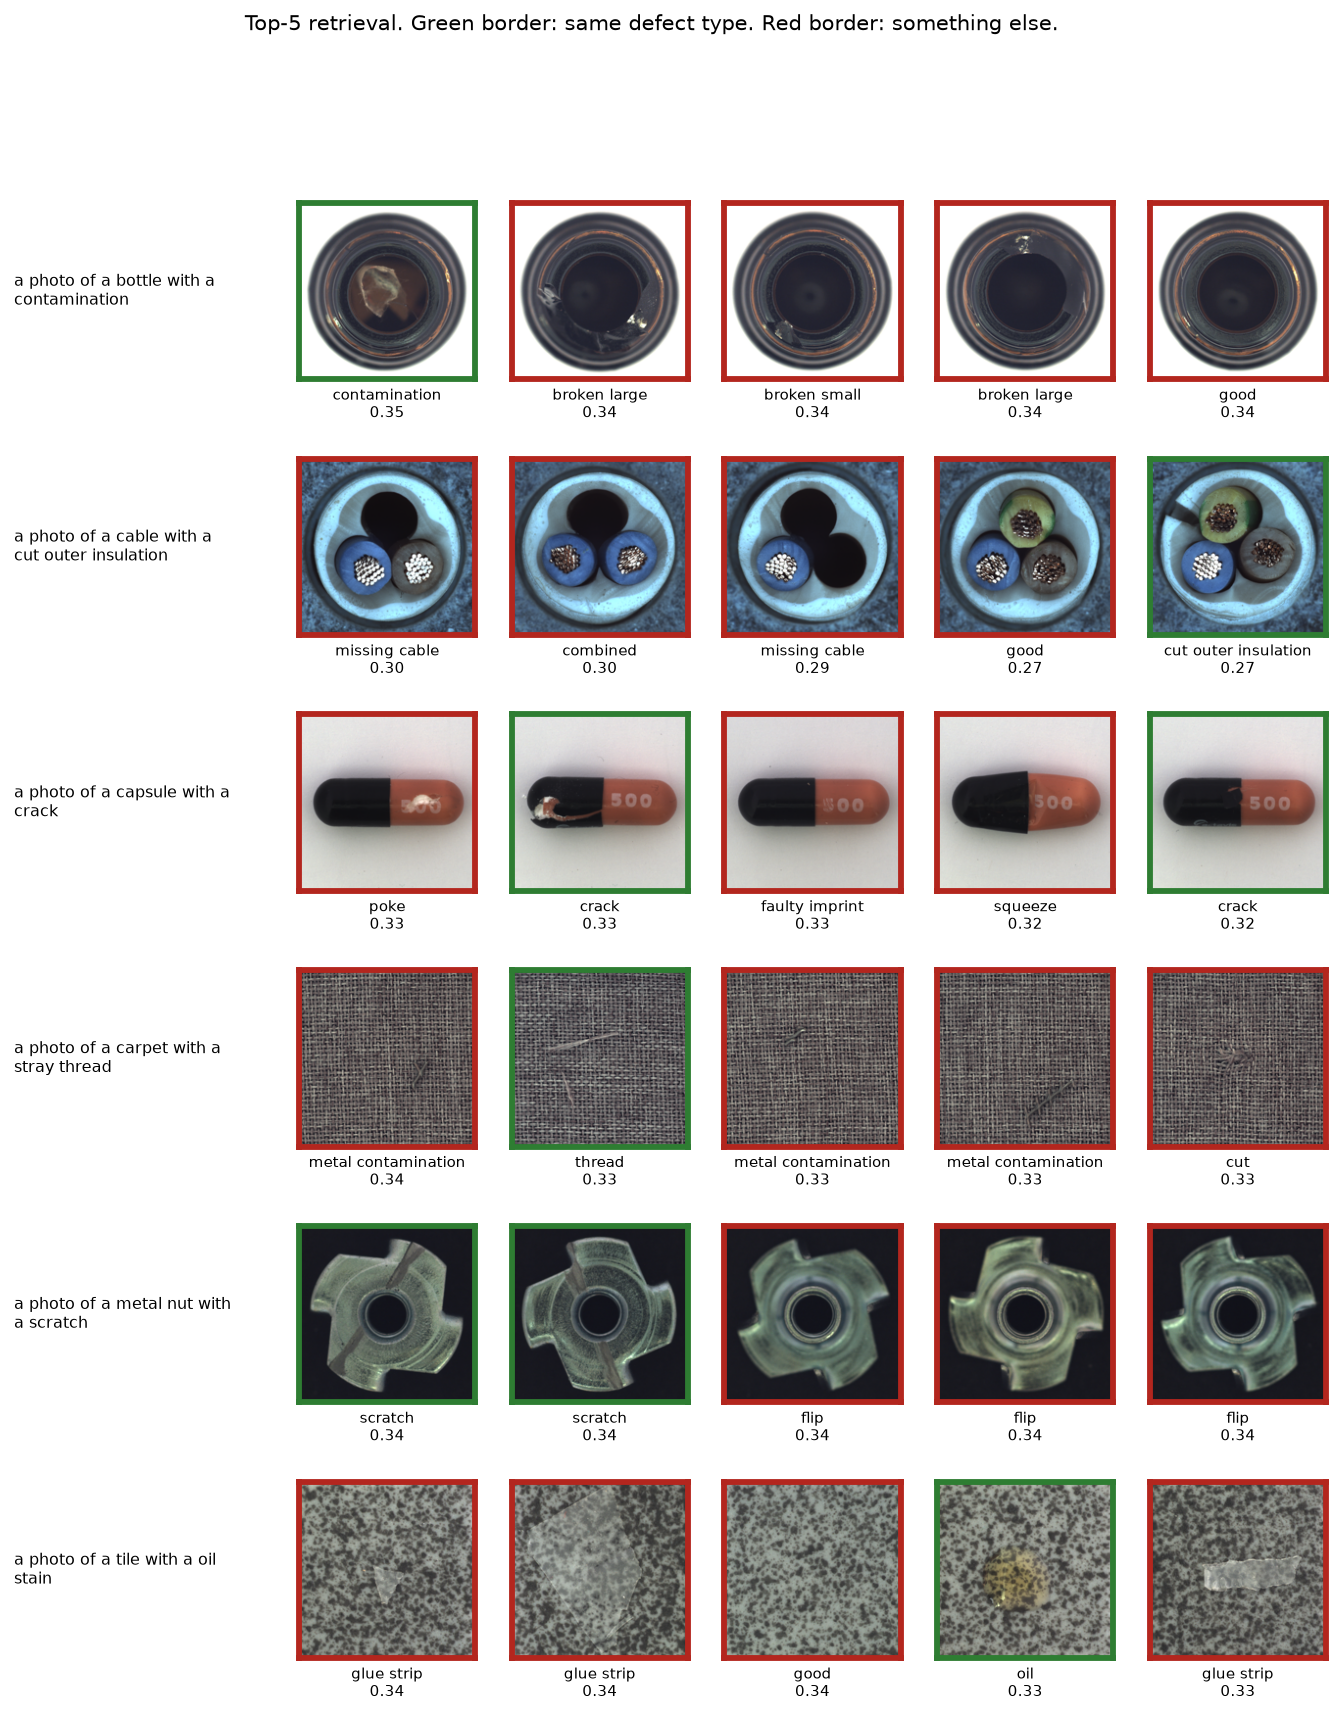 Top-5 retrieval. Green border: same defect type. Red border: something else.
a photo of a bottle with a
contamination
contamination
0.35
broken large
0.34
broken small
0.34
broken large
0.34
good
0.34
a photo of a cable with a
cut outer insulation
missing cable
0.30
combined
0.30
missing cable
0.29
good
0.27
cut outer insulation
0.27
a photo of a capsule with a
crack
500
500
500
500
poke
0.33
crack
0.33
faulty imprint
0.33
squeeze
0.32
crack
0.32
a photo of a carpet with a
stray thread
metal contamination
0.34
thread
0.33
metal contamination
0.33
metal contamination
0.33
cut
0.33
a photo of a metal nut with
a scratch
scratch
0.34
scratch
0.34
flip
0.34
flip
0.34
flip
0.34
a photo of a tile with a oil
stain
glue strip
0.34
glue strip
0.34
good
0.34
oil
0.33
glue strip
0.33